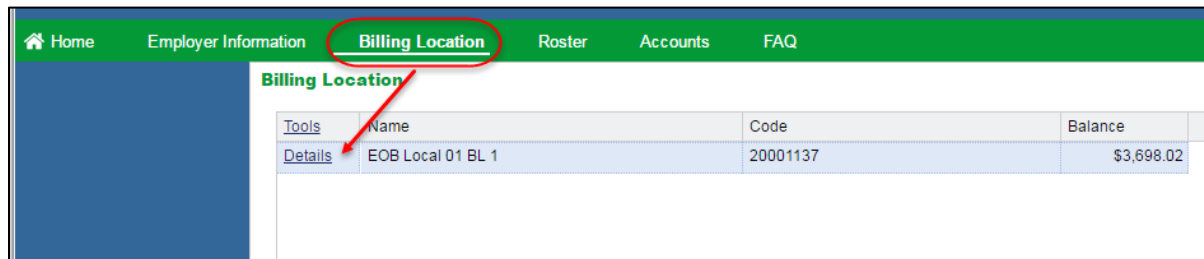 Home Employer Information Billing Location Roster Accounts FAQ
Billing Location
Tools Name Code Balance
Details EOB Local 01 BL 1 20001137 $3,698.02